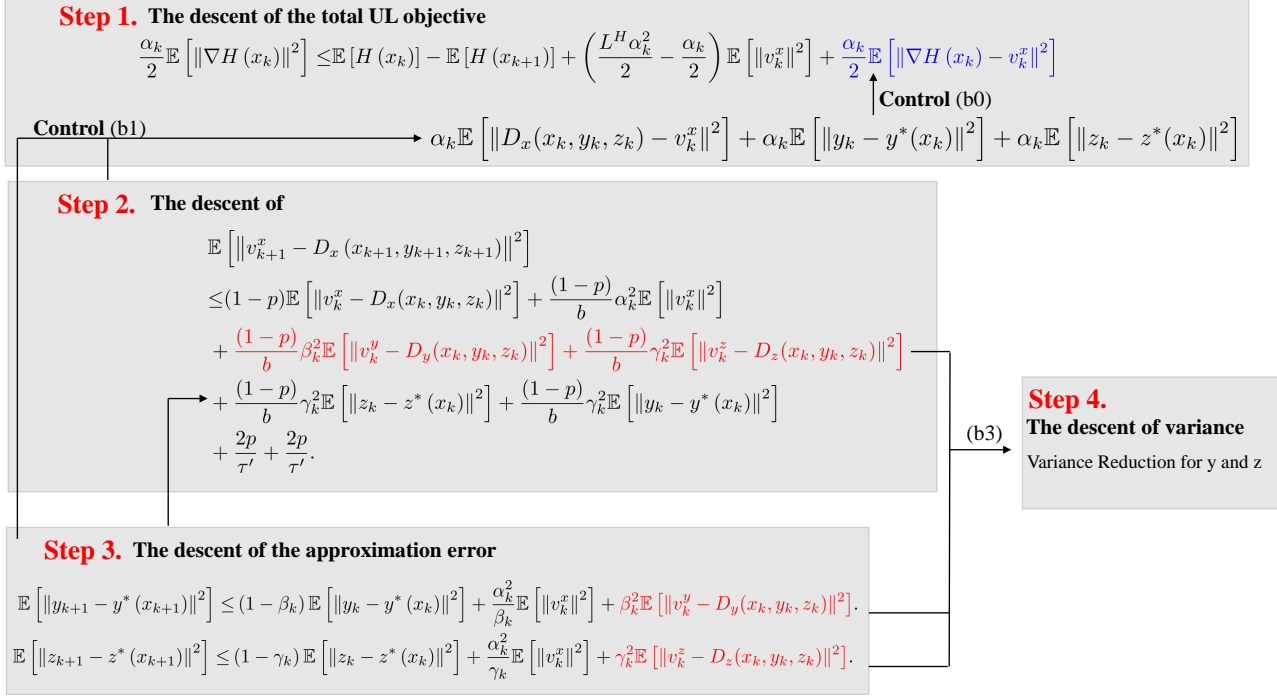 Step 1. The descent of the total UL objective
\frac{\alpha_k}{2}\mathbb{E}\left[\|\nabla H(x_k)\|^2\right] \leq \mathbb{E}[H(x_k)] - \mathbb{E}[H(x_{k+1})] + \left(\frac{L^H\alpha_k^2}{2} - \frac{\alpha_k}{2}\right)\mathbb{E}\left[\|v_k^x\|^2\right] + \frac{\alpha_k}{2}\mathbb{E}\left[\|\nabla H(x_k) - v_k^x\|^2\right]
Control (b0)
Control (b1)
\alpha_k\mathbb{E}\left[\|D_x(x_k, y_k, z_k) - v_k^x\|^2\right] + \alpha_k\mathbb{E}\left[\|y_k - y^*(x_k)\|^2\right] + \alpha_k\mathbb{E}\left[\|z_k - z^*(x_k)\|^2\right]
Step 2. The descent of
\mathbb{E}\left[\|v_{k+1}^x - D_x(x_{k+1}, y_{k+1}, z_{k+1})\|^2\right]
\leq (1-p)\mathbb{E}\left[\|v_k^x - D_x(x_k, y_k, z_k)\|^2\right] + \frac{(1-p)}{b}\alpha_k^2\mathbb{E}\left[\|v_k^x\|^2\right]
+ \frac{(1-p)}{b}\beta_k^2\mathbb{E}\left[\|v_k^y - D_y(x_k, y_k, z_k)\|^2\right] + \frac{(1-p)}{b}\gamma_k^2\mathbb{E}\left[\|v_k^z - D_z(x_k, y_k, z_k)\|^2\right]
+ \frac{(1-p)}{b}\gamma_k^2\mathbb{E}\left[\|z_k - z^*(x_k)\|^2\right] + \frac{(1-p)}{b}\gamma_k^2\mathbb{E}\left[\|y_k - y^*(x_k)\|^2\right]
+ \frac{2p}{\tau'} + \frac{2p}{\tau'}.
(b3)
Step 4.
The descent of variance
Variance Reduction for y and z
Step 3. The descent of the approximation error
\mathbb{E}\left[\|y_{k+1} - y^*(x_{k+1})\|^2\right] \leq (1-\beta_k)\mathbb{E}\left[\|y_k - y^*(x_k)\|^2\right] + \frac{\alpha_k^2}{\beta_k}\mathbb{E}\left[\|v_k^x\|^2\right] + \beta_k^2\mathbb{E}\left[\|v_k^y - D_y(x_k, y_k, z_k)\|^2\right].
\mathbb{E}\left[\|z_{k+1} - z^*(x_{k+1})\|^2\right] \leq (1-\gamma_k)\mathbb{E}\left[\|z_k - z^*(x_k)\|^2\right] + \frac{\alpha_k^2}{\gamma_k}\mathbb{E}\left[\|v_k^x\|^2\right] + \gamma_k^2\mathbb{E}\left[\|v_k^z - D_z(x_k, y_k, z_k)\|^2\right].